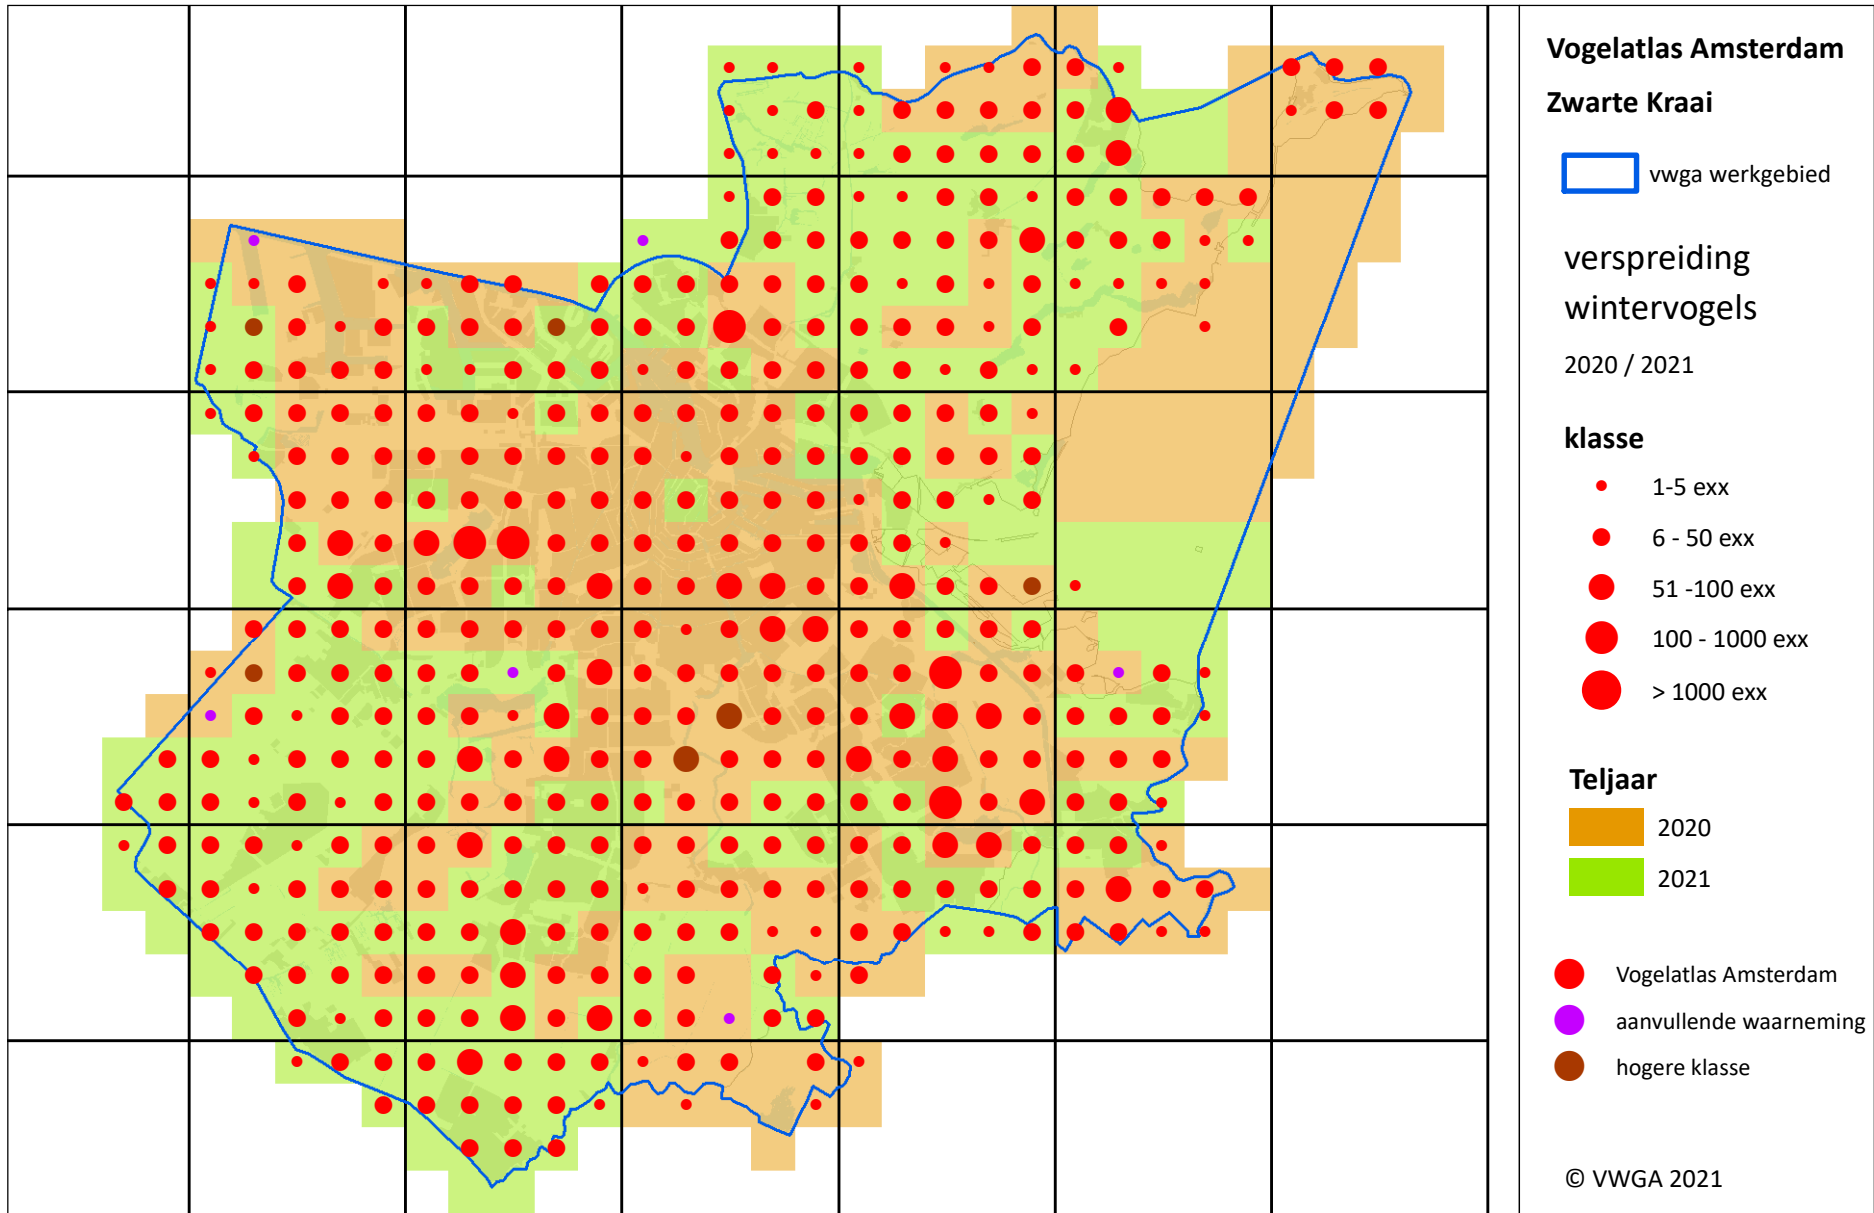 Vogelatlas Amsterdam
Zwarte Kraai
vwga werkgebied
verspreiding
wintervogels
2020 / 2021
klasse
1-5 exx
6 - 50 exx
51 -100 exx
100 - 1000 exx
> 1000 exx
Teljaar
2020
2021
Vogelatlas Amsterdam
aanvullende waarneming
hogere klasse
© VWGA 2021